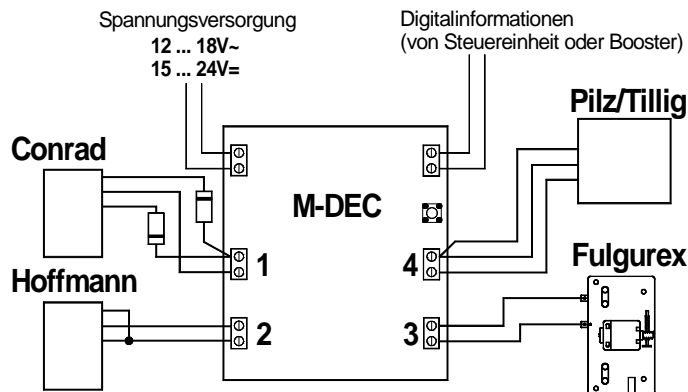 Spannungsversorgung
12 ... 18V~
15 ... 24V=
Digitalinformationen
(von Steuereinheit oder Booster)
Pilz/Tillig
Conrad
M-DEC
1
4
Fulgurex
Hoffmann
2
3